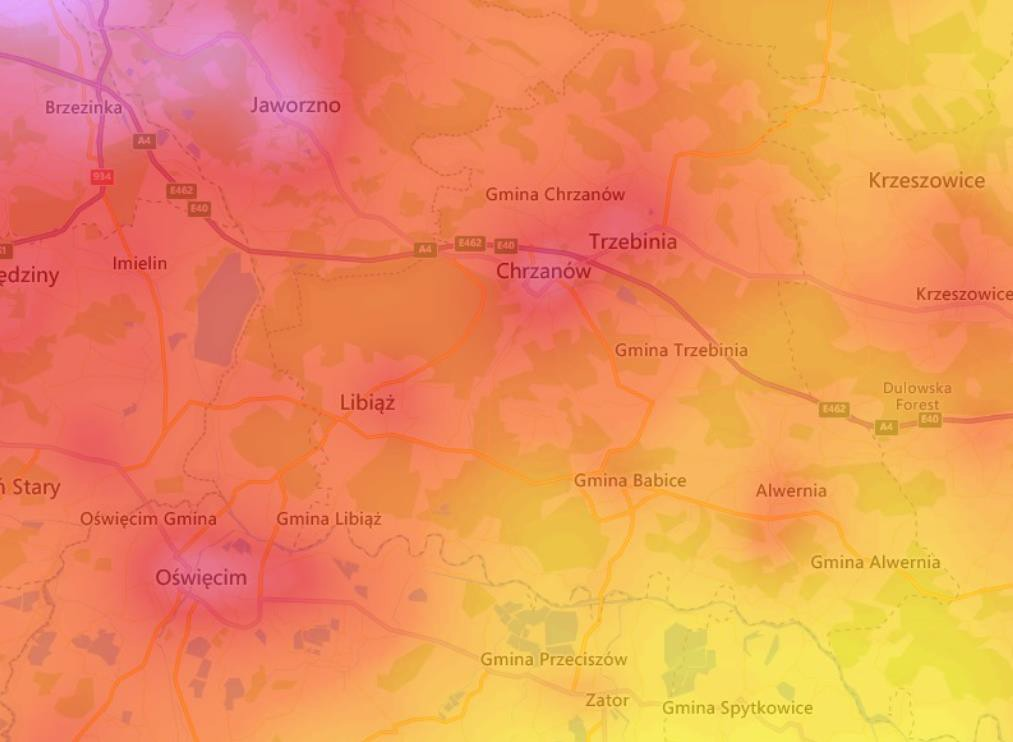 Brzezinka
Jaworzno
A4
934
E462
E40
Gmina Chrzanów
Krzeszowice
Trzebinia
A4
E462
E40
51
ędziny
Imielin
Chrzanów
Krzeszowice
Gmina Trzebinia
Dulowska
Forest
Libiąż
E462
A4
E40
ń Stary
Gmina Babice
Alwernia
Oświęcim Gmina
Gmina Libiąż
Gmina Alwernia
Oświęcim
Gmina Przeciszów
Zator
Gmina Spytkowice